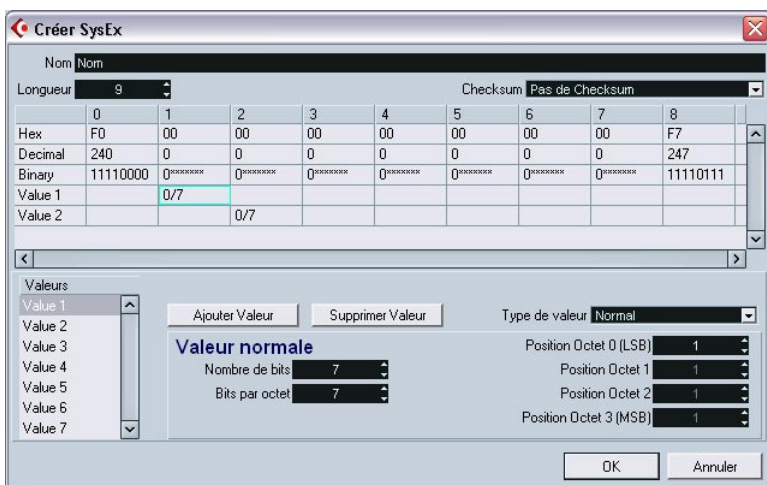 Créer SysEx
Nom Nom
Longueur 9 Checksum Pas de Checksum
0 1 2 3 4 5 6 7 8
Hex F0 00 00 00 00 00 00 00 F7
Decimal 240 0 0 0 0 0 0 0 247
Binary 11110000 0******* 0******* 0******* 0******* 0******* 0******* 0******* 11110111
Value 1 0/7
Value 2 0/7
Valeurs
Value 1
Value 2
Value 3
Value 4
Value 5
Value 6
Value 7
Ajouter Valeur Supprimer Valeur Type de valeur Normal
Valeur normale
Nombre de bits 7
Bits par octet 7
Position Octet 0 (LSB) 1
Position Octet 1 1
Position Octet 2 1
Position Octet 3 (MSB) 1
OK Annuler